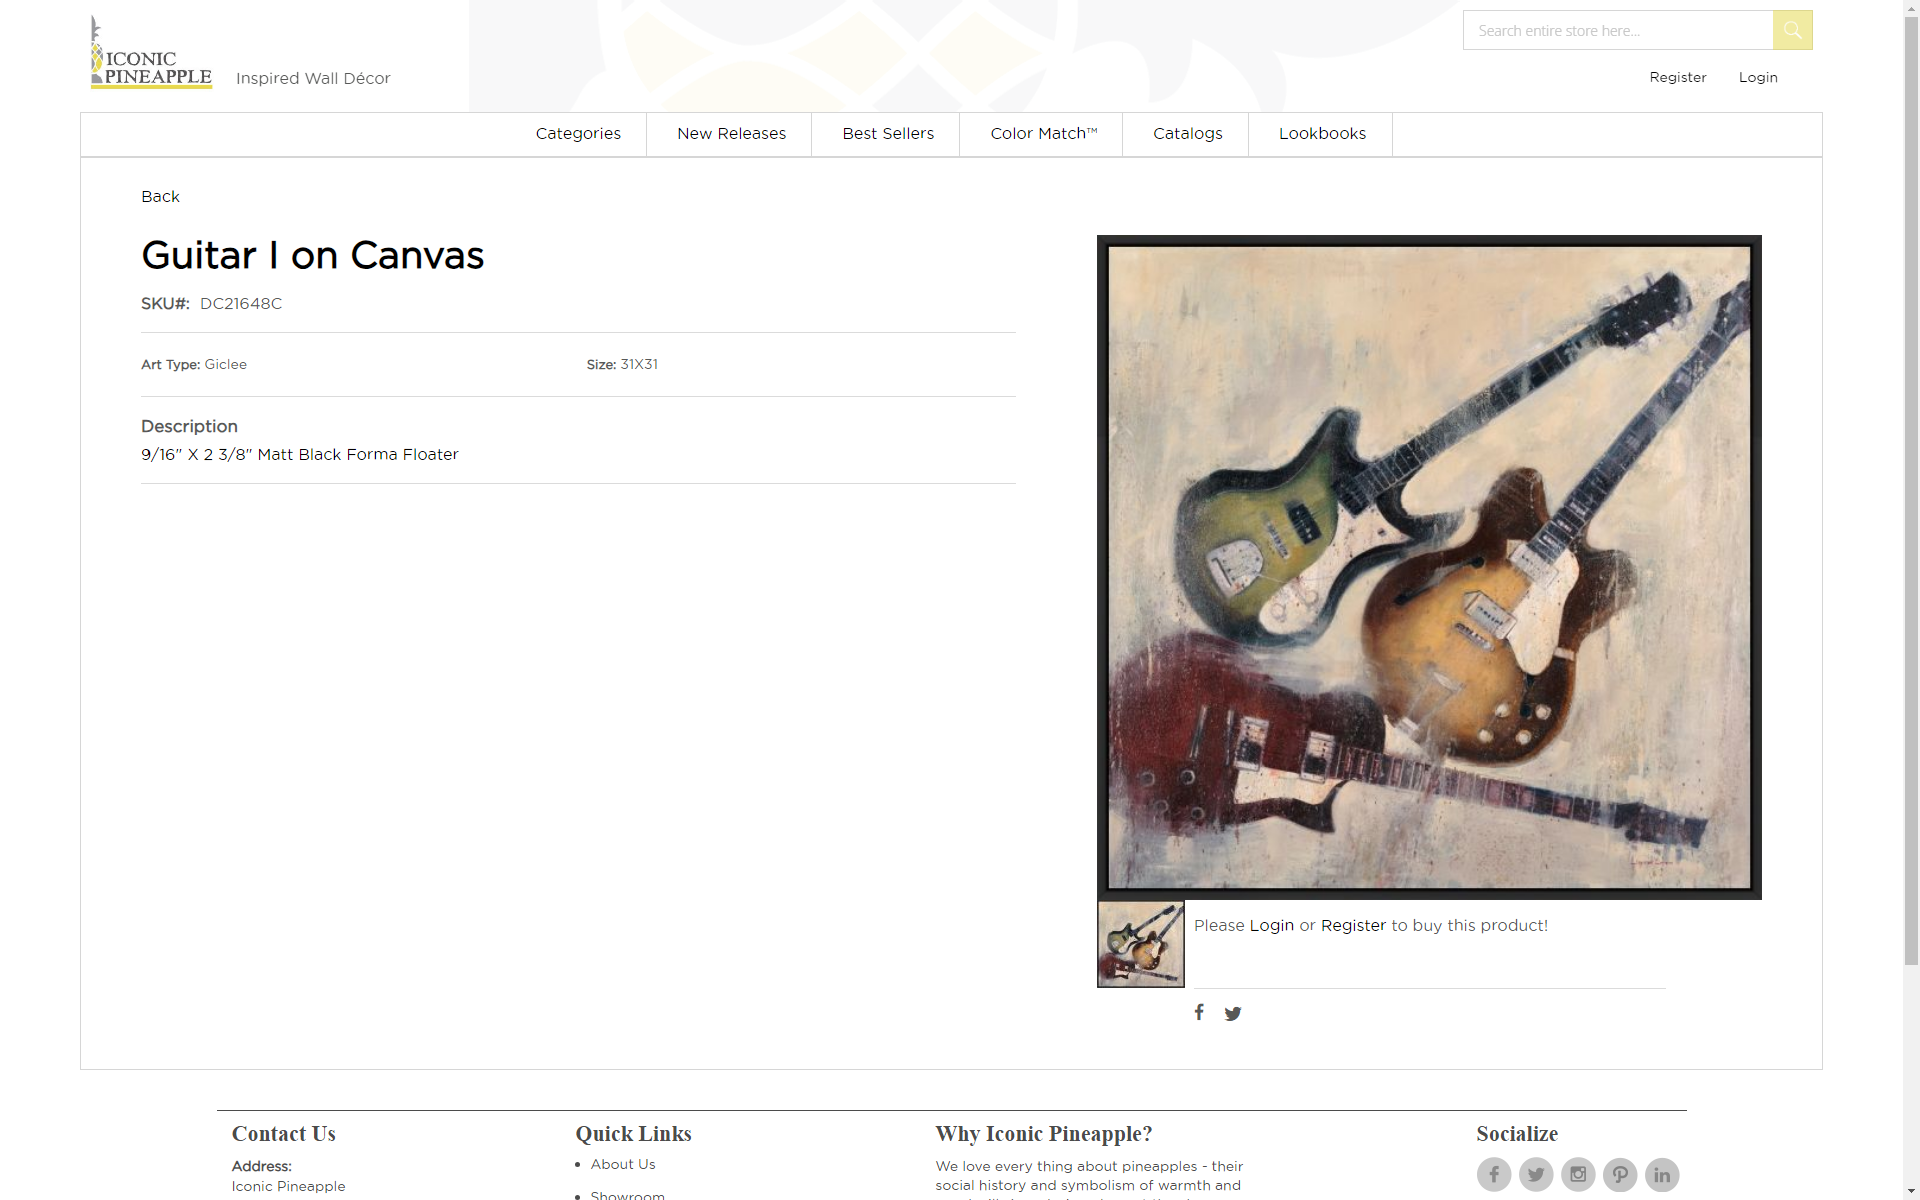 ICONIC
PINEAPPLE
Inspired Wall Décor
Search entire store here...
Register
Login
Categories
New Releases
Best Sellers
Color Match™
Catalogs
Lookbooks
Back
Guitar I on Canvas
SKU#: DC21648C
Art Type: Giclee
Size: 31X31
Description
9/16" X 2 3/8" Matt Black Forma Floater
Please Login or Register to buy this product!
Contact Us
Address:
Iconic Pineapple
Quick Links
About Us
Showroom
Why Iconic Pineapple?
We love every thing about pineapples - their
social history and symbolism of warmth and
Socialize